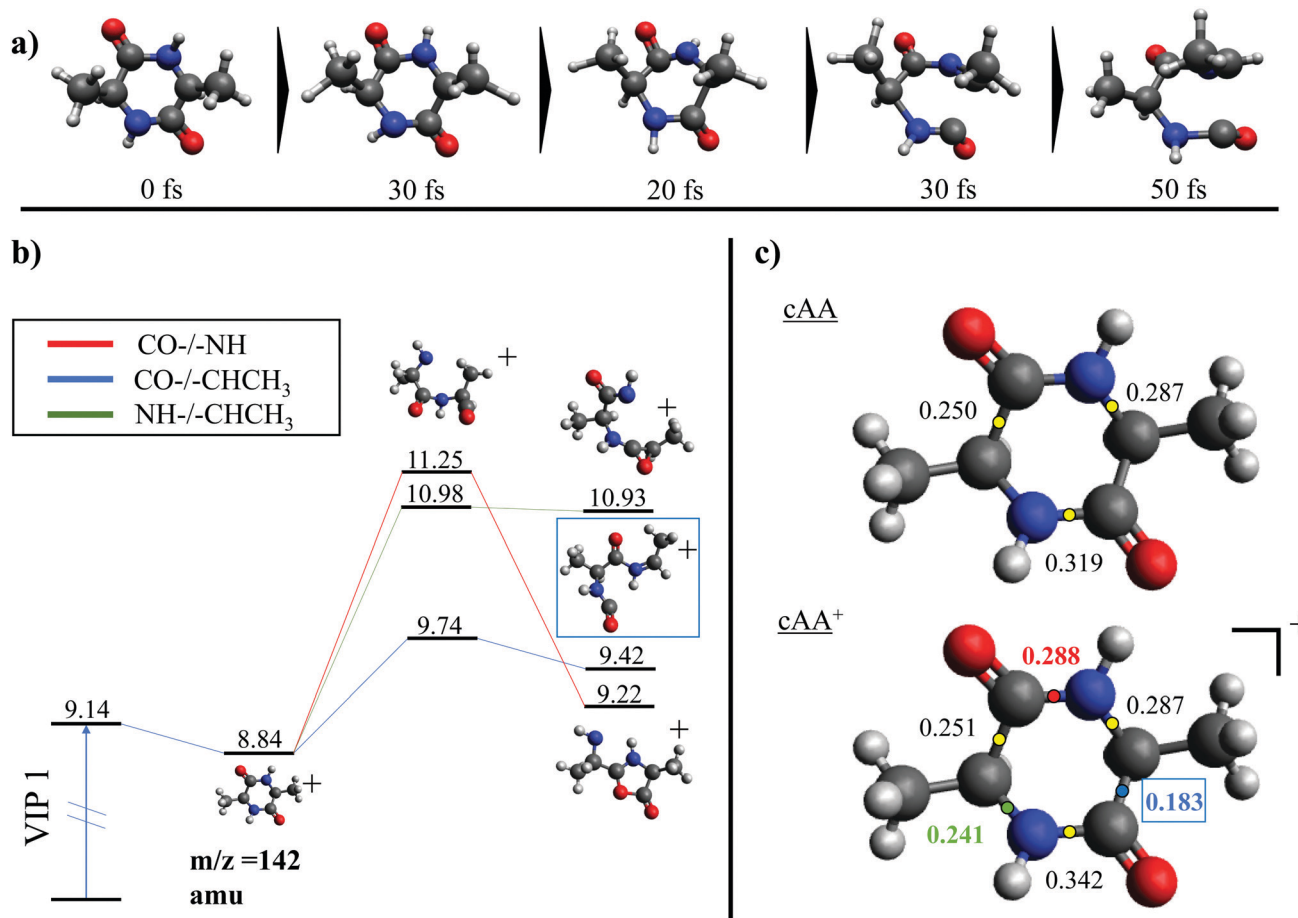 a)
0 fs
30 fs
20 fs
30 fs
50 fs
b)
CO-/-NH
CO-/-CHCH₃
NH-/-CHCH₃
+
+
11.25
10.98
10.93
+
9.74
9.42
9.22
+
9.14
8.84
+
VIP 1
m/z =142
amu
c)
cAA
0.250
0.287
0.319
cAA⁺
+
0.288
0.251
0.287
0.183
0.241
0.342